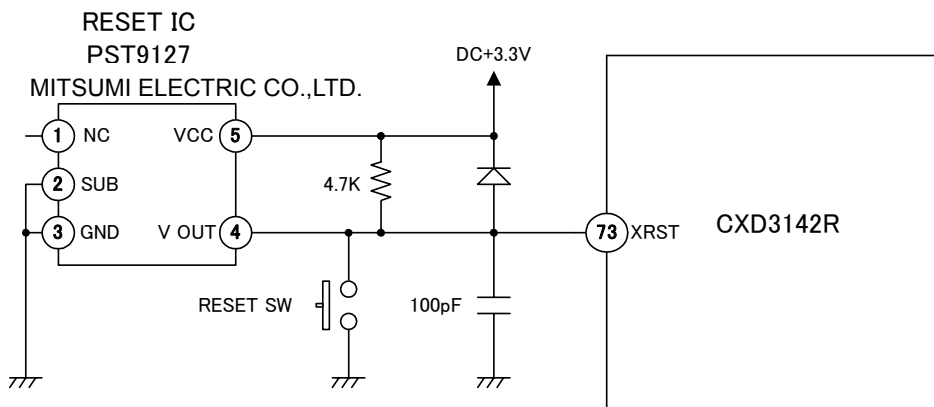 RESET IC
PST9127
MITSUMI ELECTRIC CO.,LTD.
DC+3.3V
1 NC
VCC 5
2 SUB
4.7K
3 GND
V OUT 4
73 XRST
CXD3142R
RESET SW
100pF